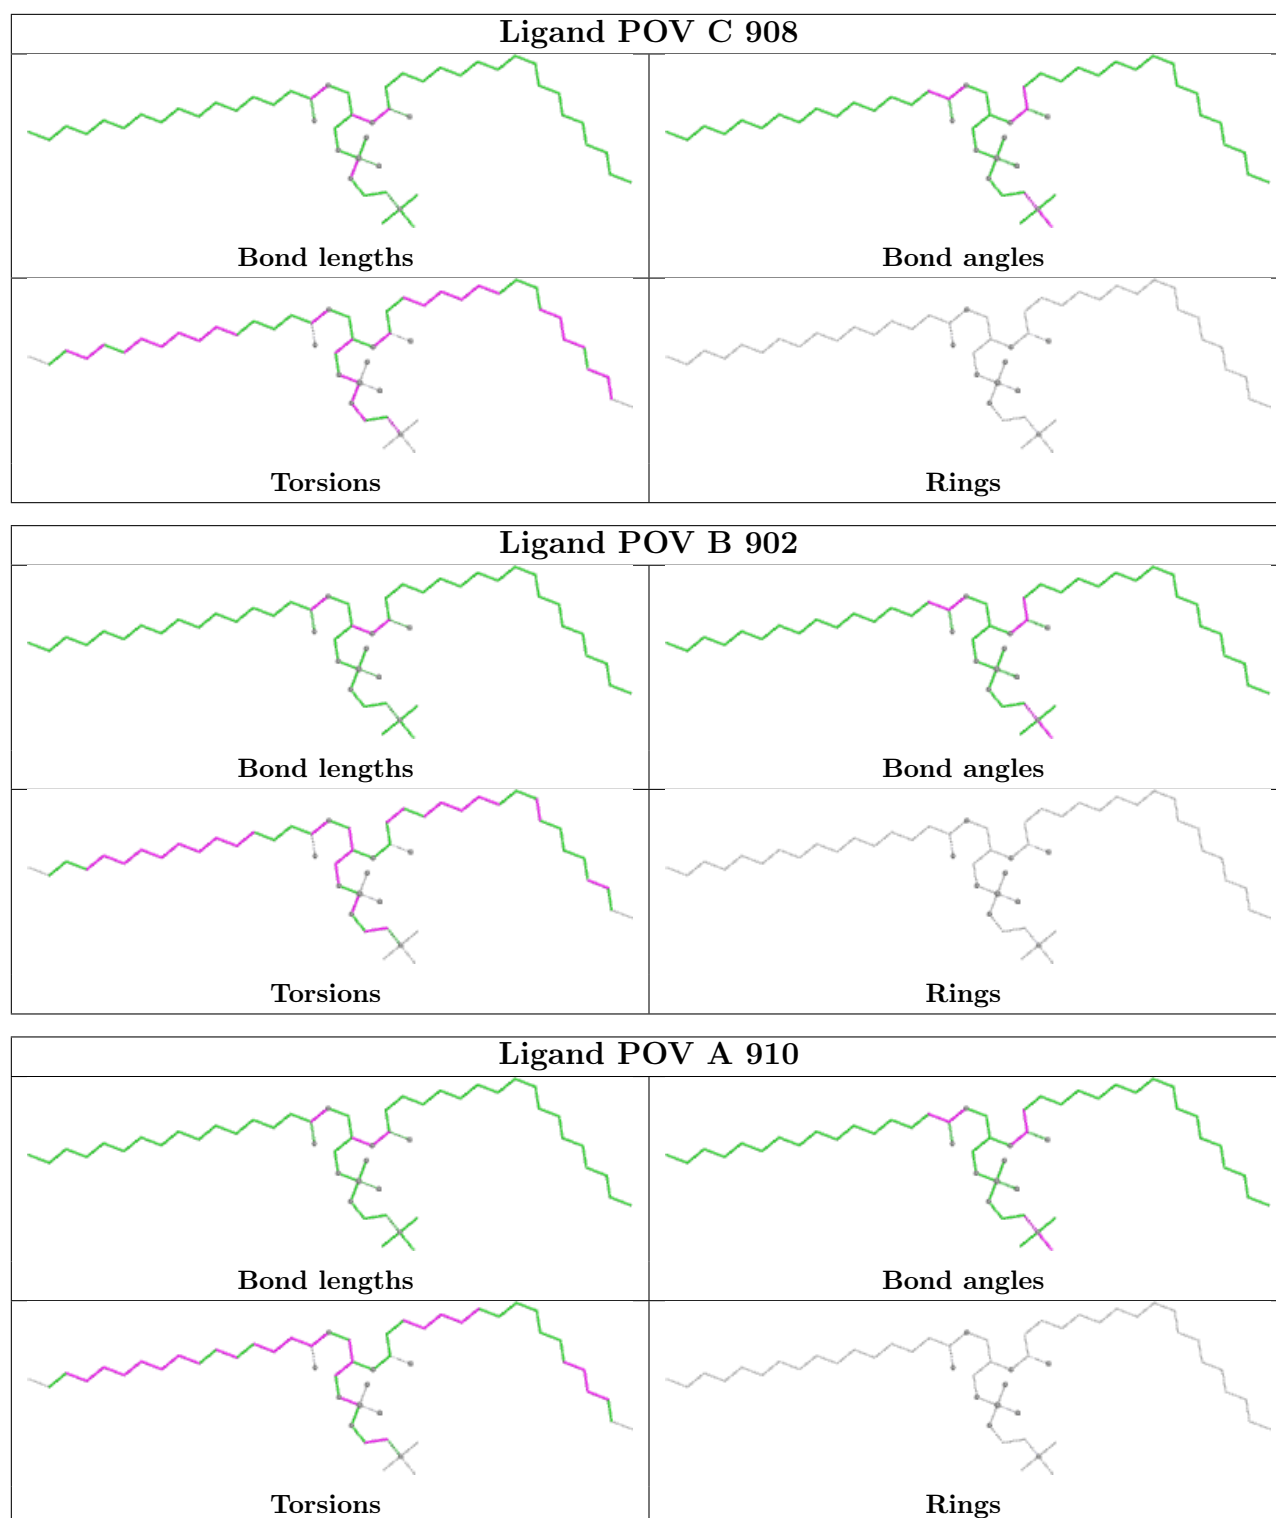 Ligand POV C 908
Bond lengths
Bond angles
Torsions
Rings
Ligand POV B 902
Bond lengths
Bond angles
Torsions
Rings
Ligand POV A 910
Bond lengths
Bond angles
Torsions
Rings